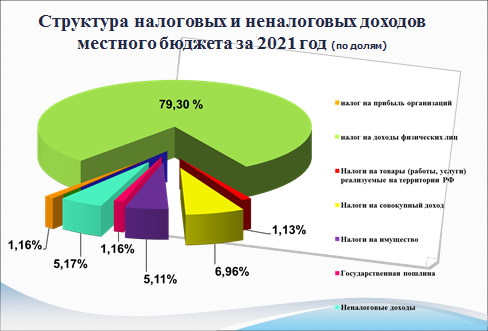 Структура налоговых и неналоговых доходов
местного бюджета за 2021 год (по долям)
79,30 %
1,16%
5,17%
1,16%
5,11%
6,96%
1,13%
налог на прибыль организаций
налог на доходы физических лиц
Налоги на товары (работы, услуги)
реализуемые на территории РФ
Налоги на совокупный доход
Налоги на имущество
Государственная пошлина
Неналоговые доходы